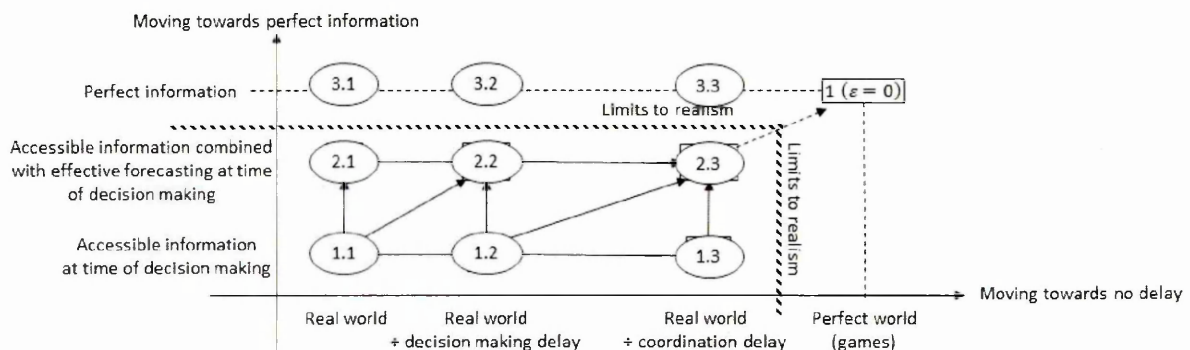 Moving towards perfect information
Perfect information
3.1
3.2
3.3
1 (ε = 0)
Limits to realism
Accessible information combined
with effective forecasting at time
of decision making
2.1
2.2
2.3
Limits to realism
Accessible information
at time of decision making
1.1
1.2
1.3
Moving towards no delay
Real world
Real world
÷ decision making delay
Real world
÷ coordination delay
Perfect world
(games)